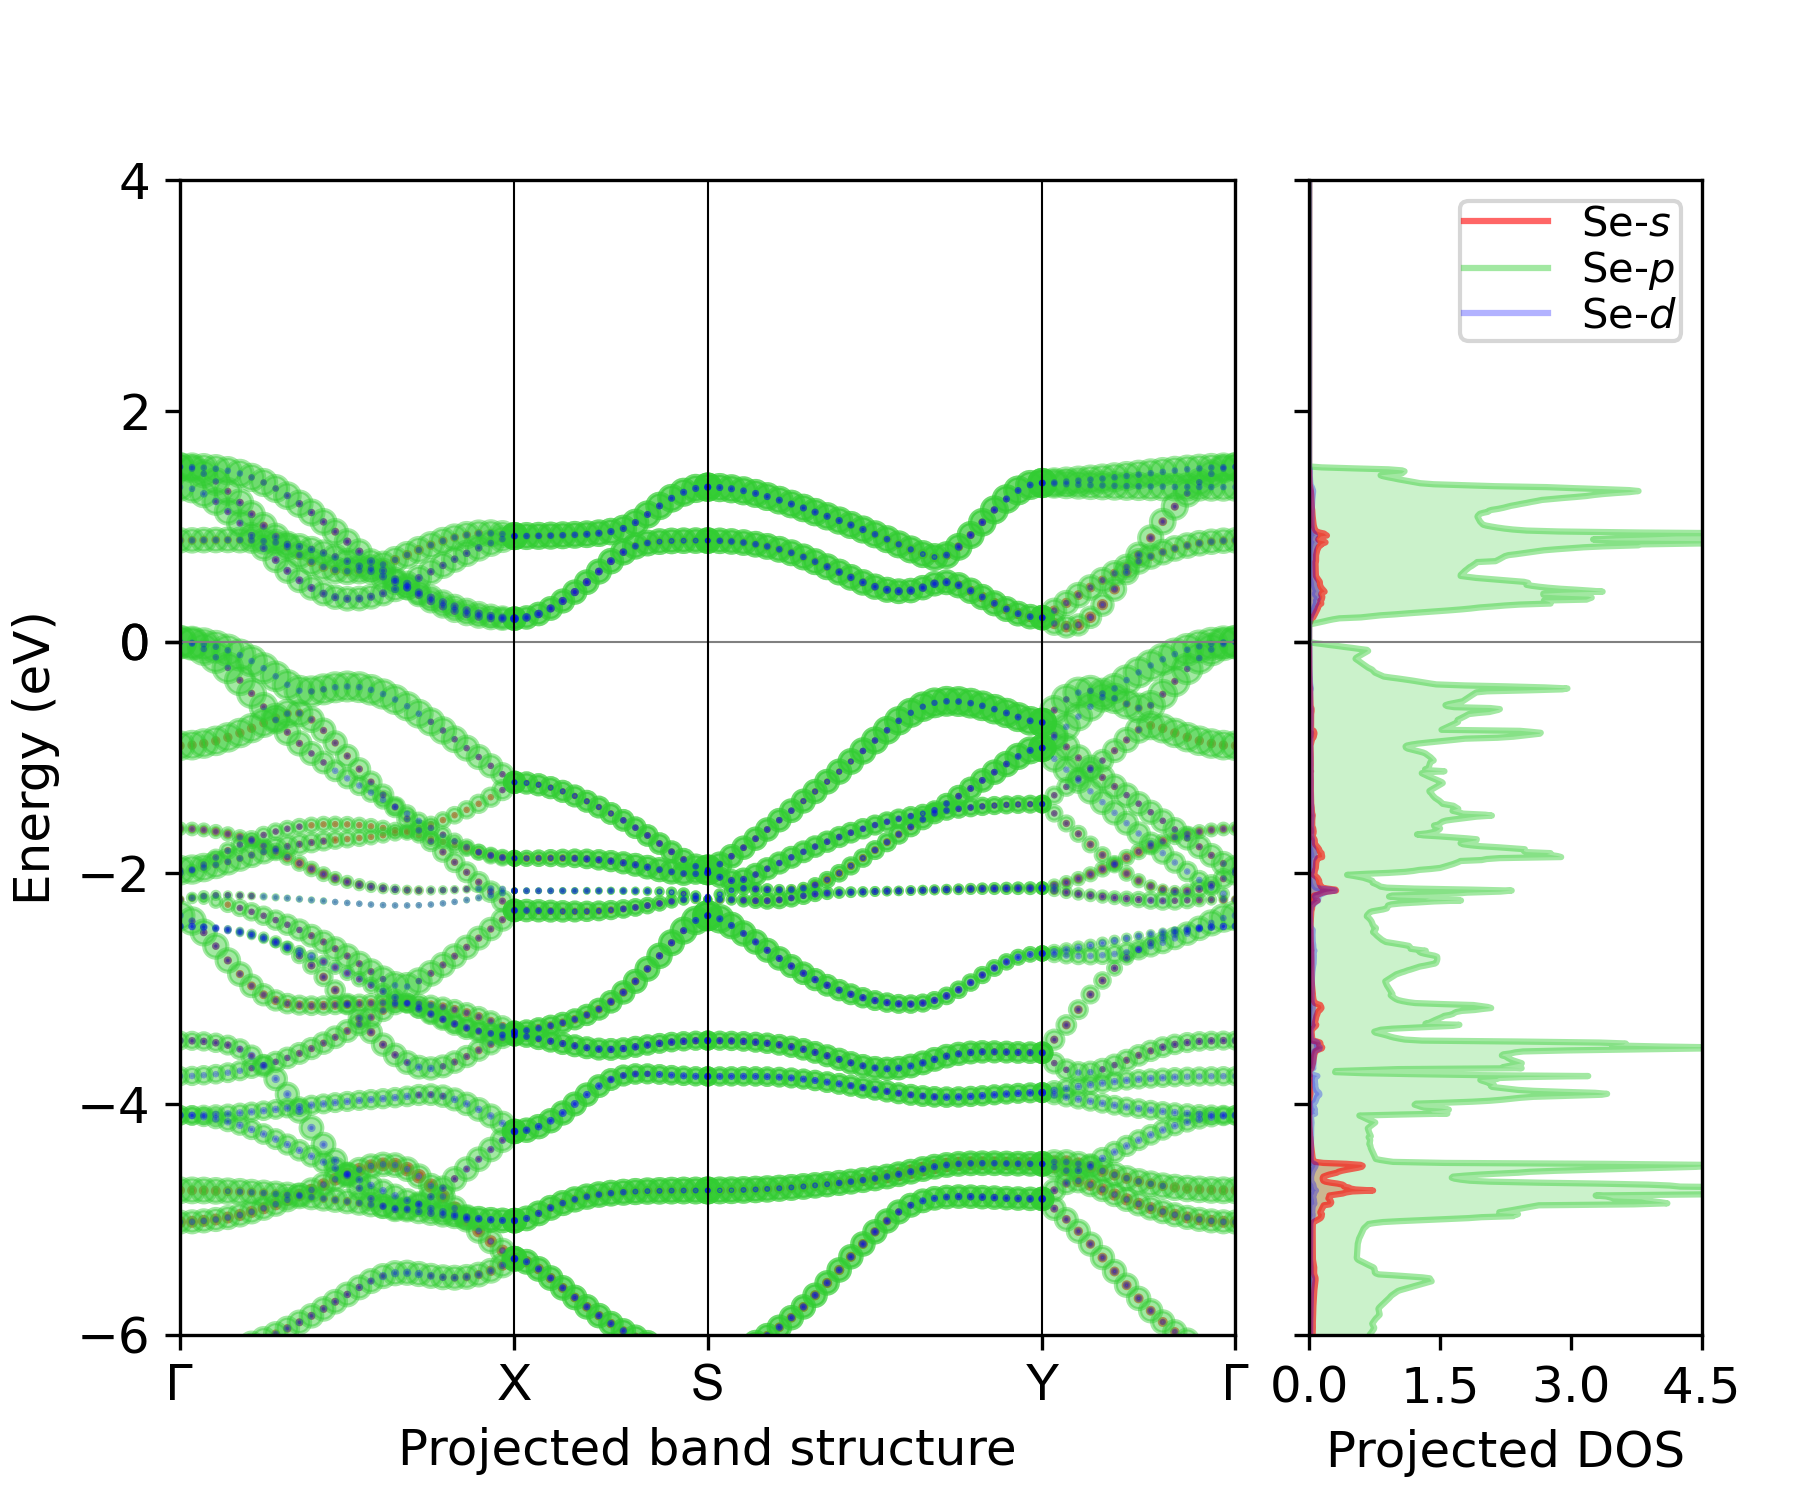 4
2
0
−2
−4
−6
Energy (eV)
Γ X S Y Γ
Projected band structure
Se-s
Se-p
Se-d
0.0 1.5 3.0 4.5
Projected DOS